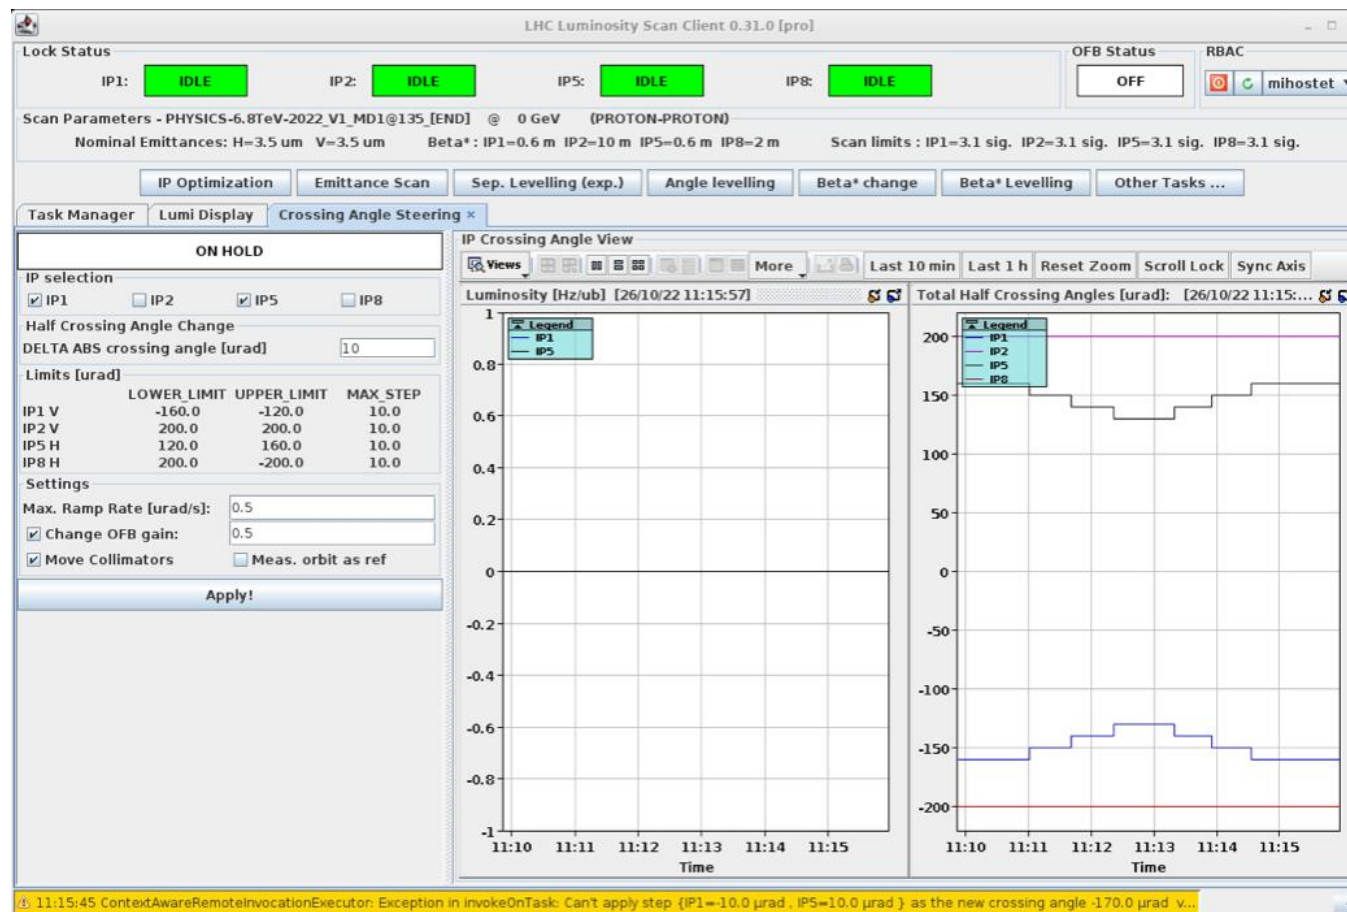 LHC Luminosity Scan Client 0.31.0 [pro]
Lock Status
OFB Status
RBAC
IP1: IDLE IP2: IDLE IP5: IDLE IP8: IDLE OFF mihostet
Scan Parameters - PHYSICS-6.8TeV-2022_V1_MD1@135_[END] @ 0 GeV (PROTON-PROTON)
Nominal Emittances: H=3.5 um V=3.5 um Beta* : IP1=0.6 m IP2=10 m IP5=0.6 m IP8=2 m Scan limits : IP1=3.1 sig. IP2=3.1 sig. IP5=3.1 sig. IP8=3.1 sig.
IP Optimization Emittance Scan Sep. Levelling (exp.) Angle levelling Beta* change Beta* Levelling Other Tasks ...
Task Manager Lumi Display Crossing Angle Steering ×
ON HOLD
IP selection
IP1 IP2 IP5 IP8
Half Crossing Angle Change
DELTA ABS crossing angle [urad] 10
Limits [urad]
LOWER_LIMIT UPPER_LIMIT MAX_STEP
IP1 V -160.0 -120.0 10.0
IP2 V 200.0 200.0 10.0
IP5 H 120.0 160.0 10.0
IP8 H 200.0 -200.0 10.0
Settings
Max. Ramp Rate [urad/s]: 0.5
Change OFB gain: 0.5
Move Collimators Meas. orbit as ref
Apply!
IP Crossing Angle View
Views More Last 10 min Last 1 h Reset Zoom Scroll Lock Sync Axis
Luminosity [Hz/ub] [26/10/22 11:15:57]
Legend
IP1
IP5
1
0.8
0.6
0.4
0.2
0
-0.2
-0.4
-0.6
-0.8
-1
11:10 11:11 11:12 11:13 11:14 11:15
Time
Total Half Crossing Angles [urad]: [26/10/22 11:15:...
Legend
IP1
IP2
IP5
IP8
200
150
100
50
0
-50
-100
-150
-200
11:10 11:11 11:12 11:13 11:14 11:15
Time
11:15:45 ContextAwareRemoteInvocationExecutor: Exception in invokeOnTask: Can't apply step {IP1=-10.0 µrad , IP5=10.0 µrad } as the new crossing angle -170.0 µrad v...